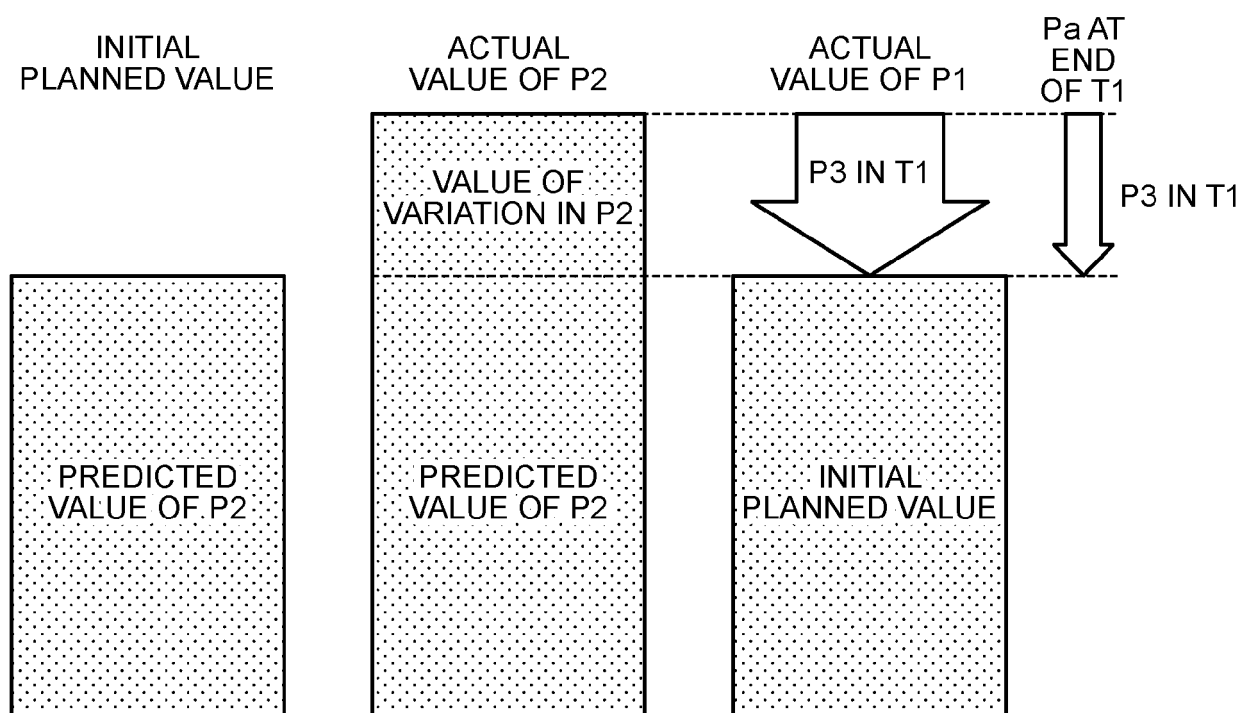 INITIAL
PLANNED VALUE
ACTUAL
VALUE OF P2
ACTUAL
VALUE OF P1
Pa AT
END
OF T1
VALUE OF
VARIATION IN P2
P3 IN T1
P3 IN T1
PREDICTED
VALUE OF P2
PREDICTED
VALUE OF P2
INITIAL
PLANNED VALUE